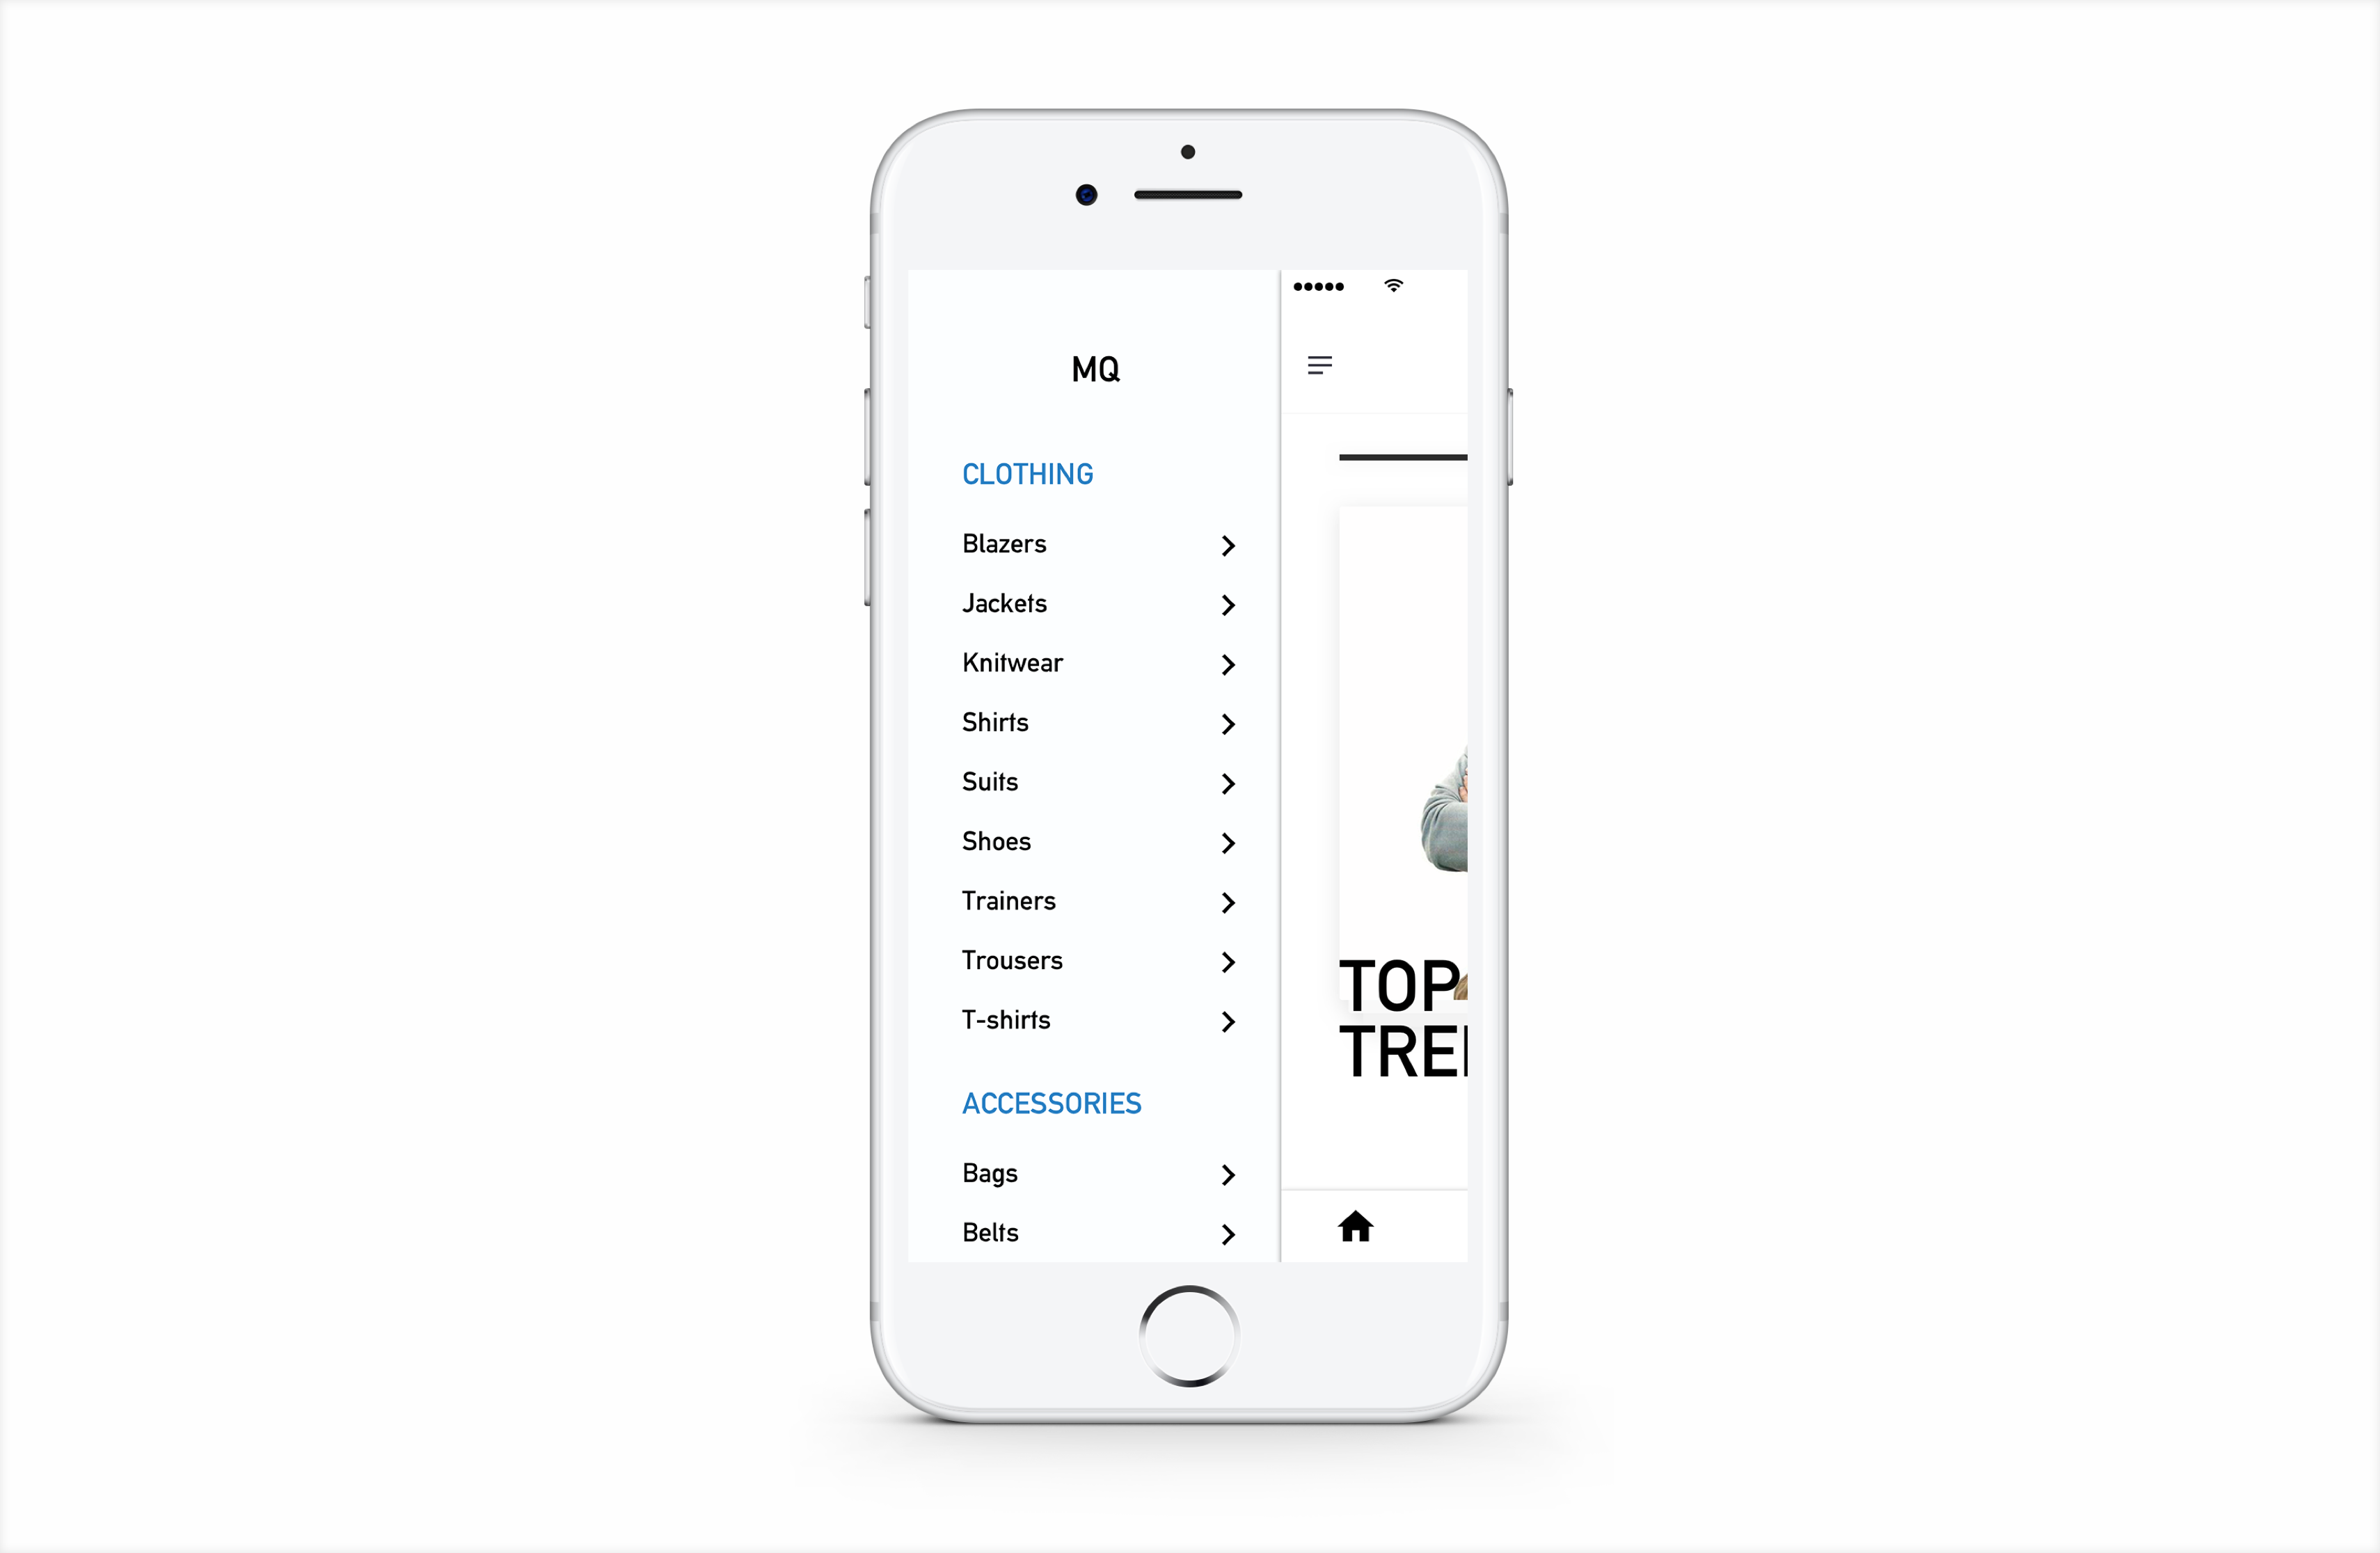 MQ
CLOTHING
Blazers
Jackets
Knitwear
Shirts
Suits
Shoes
Trainers
Trousers
T-shirts
ACCESSORIES
Bags
Belts
TOP
TRE